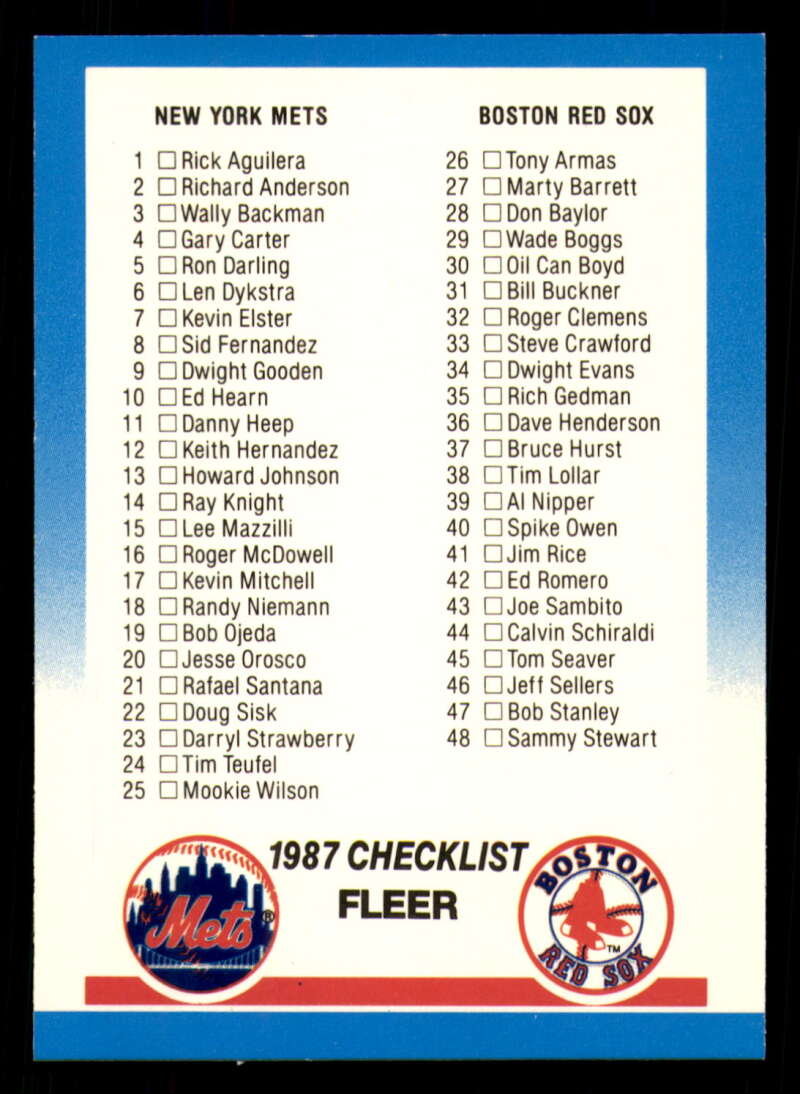 NEW YORK METS
1 Rick Aguilera
2 Richard Anderson
3 Wally Backman
4 Gary Carter
5 Ron Darling
6 Len Dykstra
7 Kevin Elster
8 Sid Fernandez
9 Dwight Gooden
10 Ed Hearn
11 Danny Heep
12 Keith Hernandez
13 Howard Johnson
14 Ray Knight
15 Lee Mazzilli
16 Roger McDowell
17 Kevin Mitchell
18 Randy Niemann
19 Bob Ojeda
20 Jesse Orosco
21 Rafael Santana
22 Doug Sisk
23 Darryl Strawberry
24 Tim Teufel
25 Mookie Wilson
BOSTON RED SOX
26 Tony Armas
27 Marty Barrett
28 Don Baylor
29 Wade Boggs
30 Oil Can Boyd
31 Bill Buckner
32 Roger Clemens
33 Steve Crawford
34 Dwight Evans
35 Rich Gedman
36 Dave Henderson
37 Bruce Hurst
38 Tim Lollar
39 Al Nipper
40 Spike Owen
41 Jim Rice
42 Ed Romero
43 Joe Sambito
44 Calvin Schiraldi
45 Tom Seaver
46 Jeff Sellers
47 Bob Stanley
48 Sammy Stewart
1987 CHECKLIST
FLEER
Mets ®
BOSTON
RED SOX
TM